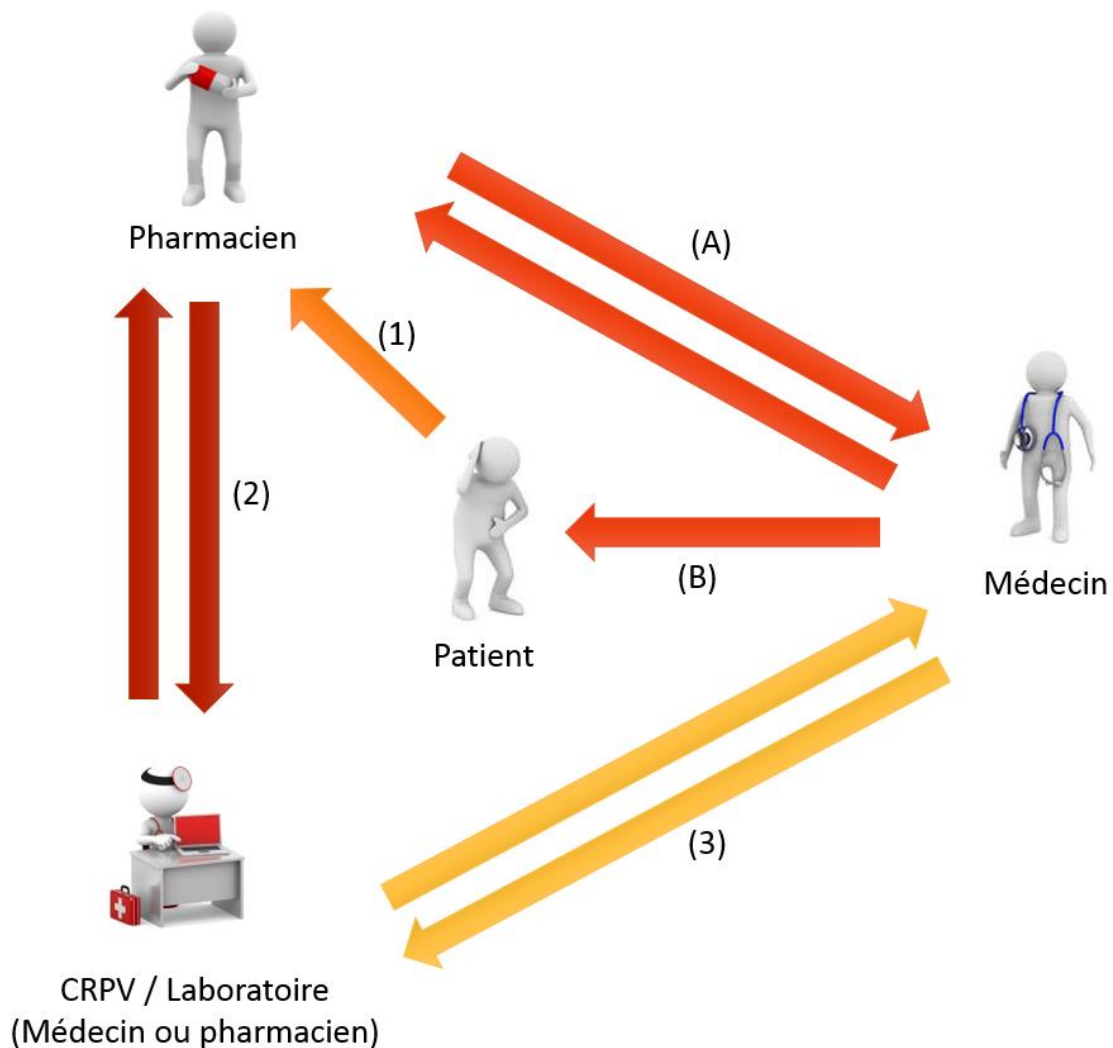 Pharmacien
(A)
(1)
(2)
Médecin
(B)
Patient
(3)
CRPV / Laboratoire
(Médecin ou pharmacien)